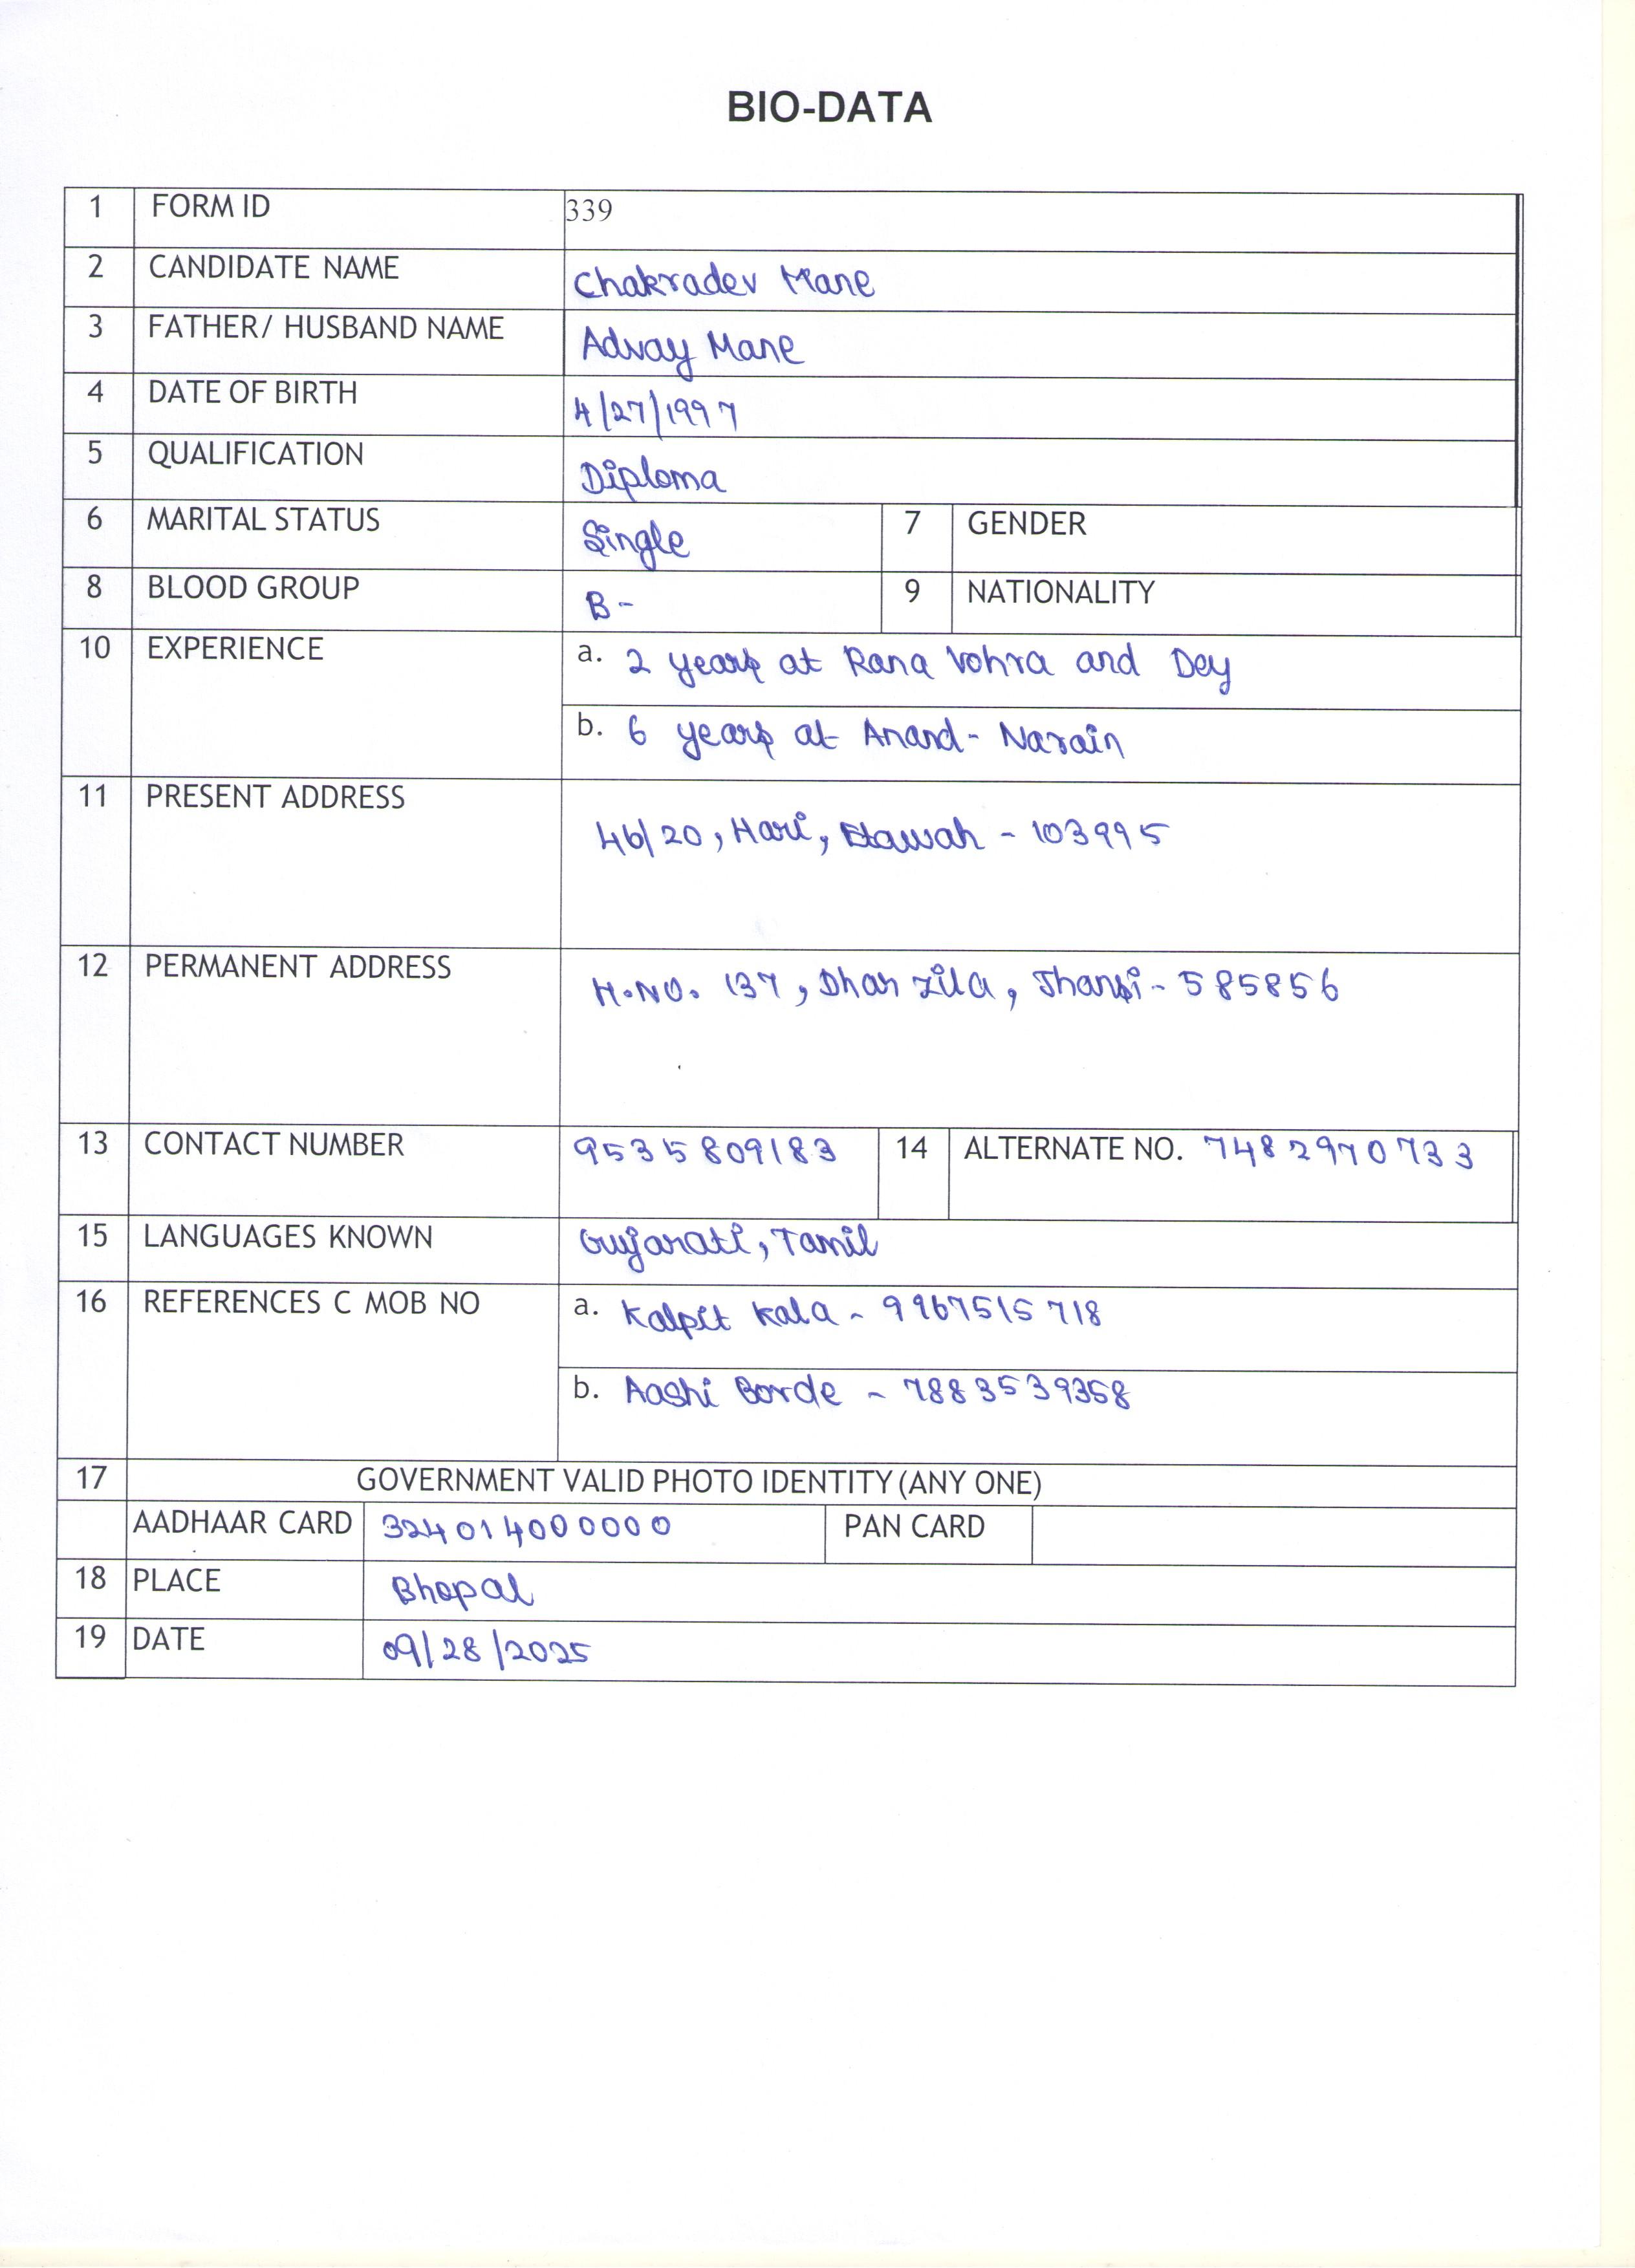 BIO-DATA
1 FORM ID 339
2 CANDIDATE NAME Chakradev Mane
3 FATHER/ HUSBAND NAME Advay Mane
4 DATE OF BIRTH 4/27/1997
5 QUALIFICATION Diploma
6 MARITAL STATUS Single 7 GENDER
8 BLOOD GROUP B- 9 NATIONALITY
10 EXPERIENCE a. 2 years at Rana Vohra and Dey
b. 6 years at Anand-Narain
11 PRESENT ADDRESS 46/20, Hari, Etawah - 103995
12 PERMANENT ADDRESS H.NO. 137, Dhar Zila, Jhansi - 585856
13 CONTACT NUMBER 9535809183 14 ALTERNATE NO. 7482970733
15 LANGUAGES KNOWN Gujarati, Tamil
16 REFERENCES C MOB NO a. Kalpit Kala - 9967515718
b. Aashi Borde - 7883539358
17 GOVERNMENT VALID PHOTO IDENTITY (ANY ONE)
AADHAAR CARD 324014000000 PAN CARD
18 PLACE Bhopal
19 DATE 09/28/2025